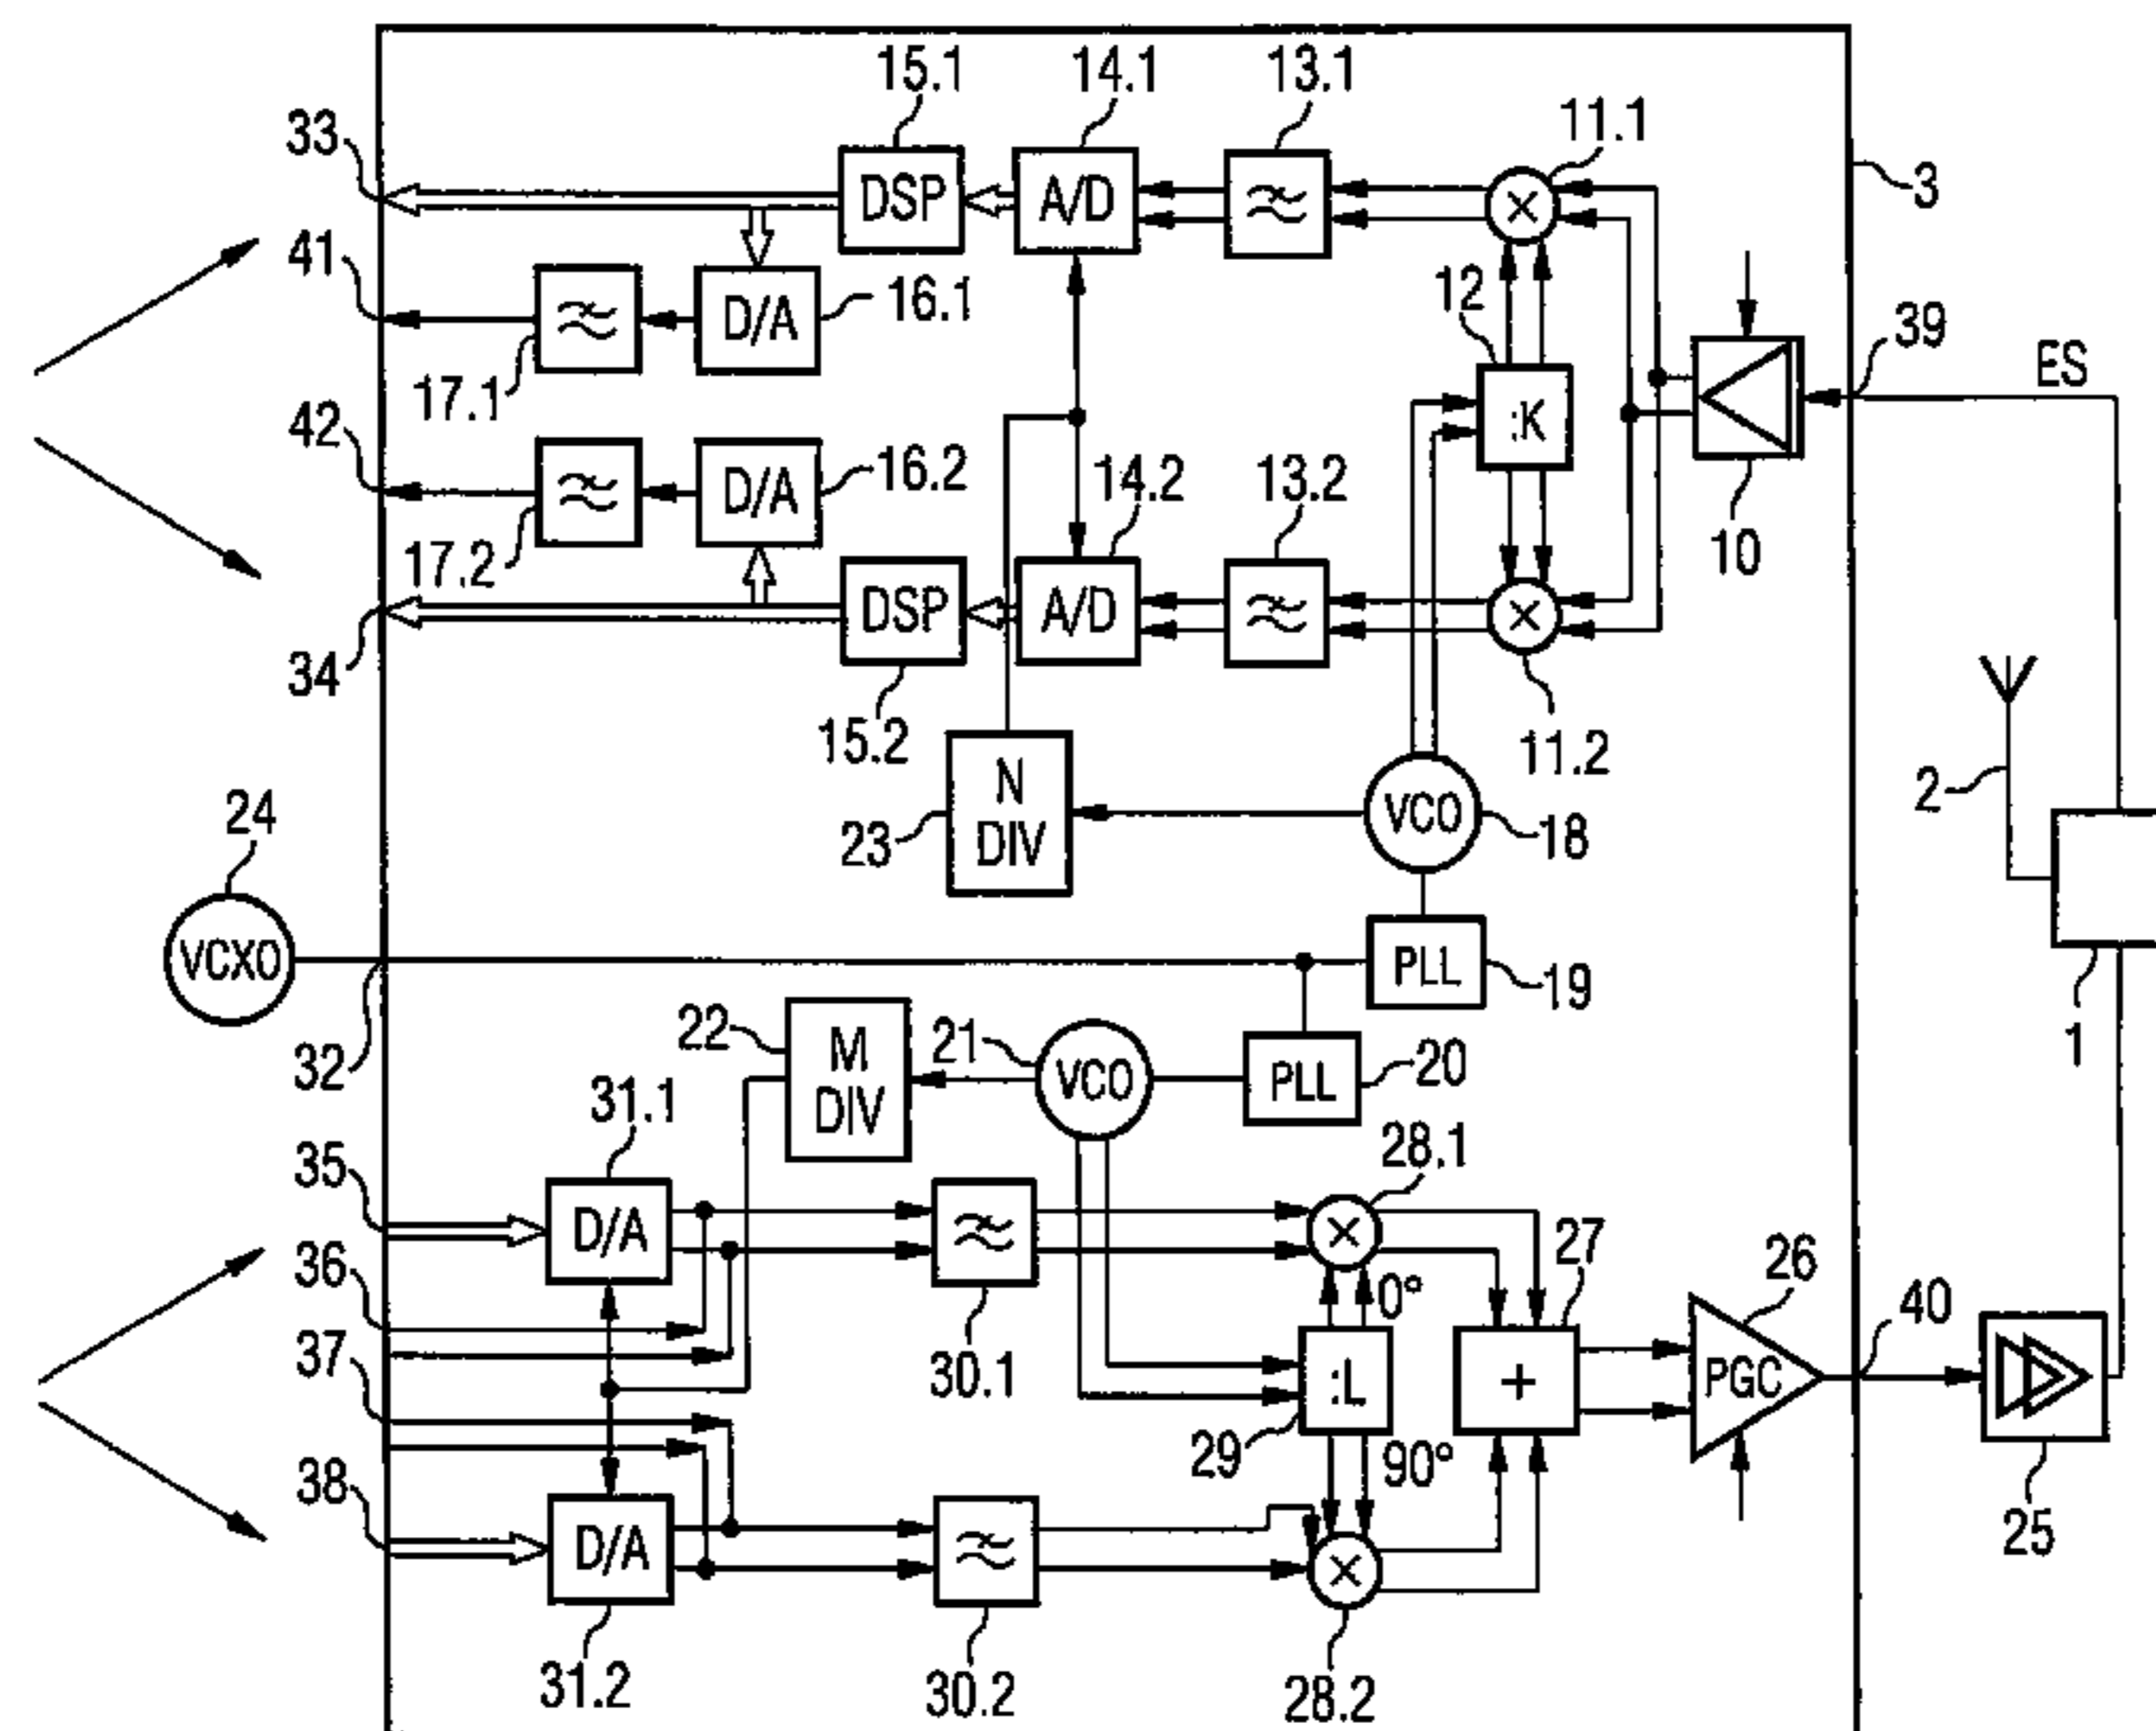 15.1 14.1 13.1
11.1
33 DSP A/D × 3
41 12
D/A 16.1 39
17.1 ES
42 :K
D/A 16.2 14.2 13.2
17.2 10
DSP A/D ×
34
15.2 11.2
N
DIV
23 VCO 18 2
24
VCXO PLL 19
32 1
22 M
DIV 21 VCO PLL 20
31.1 28.1
35 D/A × 27 26
36 0° 40
37 30.1 :L + PGC
29 90°
38 25
D/A ×
31.2 30.2 28.2